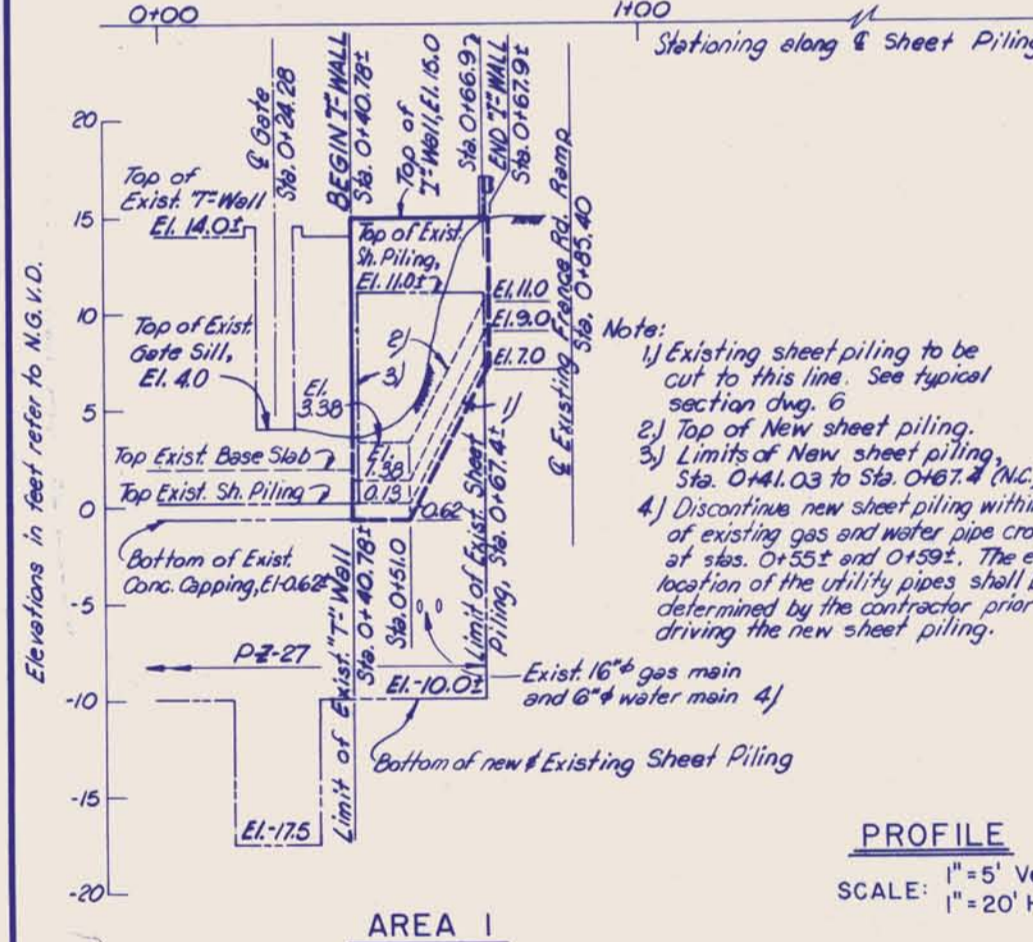 0+00
1+00
Stationing along ℄ Sheet Piling
20
15
10
5
0
-5
-10
-15
-20
Elevations in feet refer to N.G.V.D.
℄ Gate
Sta. 0+24.28
BEGIN "I"-WALL
Sta. 0+40.78±
Top of
"I"-Wall, El. 15.0
Sta. 0+66.9
END "I"-WALL
Sta. 0+67.9±
℄ Existing France Rd. Ramp
Sta. 0+85.40
Top of
Exist. "T"-Wall
El. 14.0±
Top of Exist.
Sh. Piling,
El. 11.0±
El. 11.0
El. 9.0
El. 7.0
Top of Exist.
Gate Sill,
El. 4.0
2)
3)
1)
El.
3.38
El.
1.38
0.13
-0.62
Top Exist. Base Slab
Top Exist. Sh. Piling
Bottom of Exist.
Conc. Capping, El-0.62±
Limit of Exist. "T"-Wall
Sta. 0+40.78±
Sta. 0+51.0
Limit of Exist. Sheet
Piling, Sta. 0+67.4±
P-Z-27
El.-10.0±
Exist. 16"ϕ gas main
and 6"ϕ water main 4)
Bottom of new & Existing Sheet Piling
El.-17.5
Note:
1.) Existing sheet piling to be
cut to this line. See typical
section dwg. 6
2.) Top of New sheet piling.
3.) Limits of New sheet piling,
Sta. 0+41.03 to Sta. 0+67.4 (N.C.
4.) Discontinue new sheet piling within
of existing gas and water pipe cro
at stas. 0+55± and 0+59±. The e
location of the utility pipes shall b
determined by the contractor prior
driving the new sheet piling.
PROFILE
SCALE: 1" = 5' Ve
1" = 20' H
AREA 1